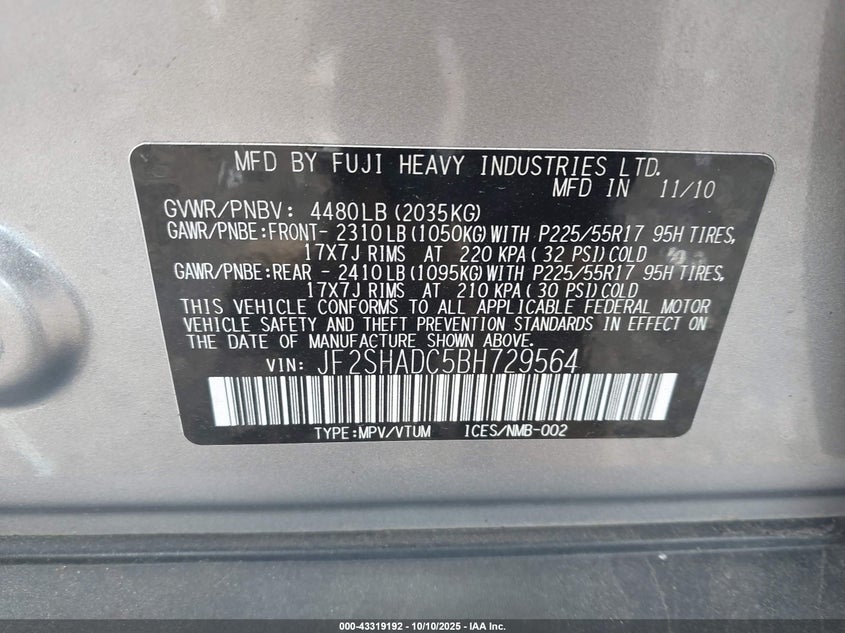 MFD BY FUJI HEAVY INDUSTRIES LTD.
MFD IN 11/10
GVWR/PNBV: 4480LB(2035KG)
GAWR/PNBE:FRONT- 2310LB(1050KG)WITH P225/55R17 95H TIRES,
17X7J RIMS AT 220 KPA(32 PSI)COLD
GAWR/PNBE:REAR - 2410LB(1095KG)WITH P225/55R17 95H TIRES,
17X7J RIMS AT 210 KPA(30 PSI)COLD
THIS VEHICLE CONFORMS TO ALL APPLICABLE FEDERAL MOTOR
VEHICLE SAFETY AND THEFT PREVENTION STANDARDS IN EFFECT ON
THE DATE OF MANUFACTURE SHOWN ABOVE.
VIN: JF2SHADC5BH729564
TYPE:MPV/VTUM ICES/NMB-002
000-43319192 - 10/10/2025 - IAA Inc.